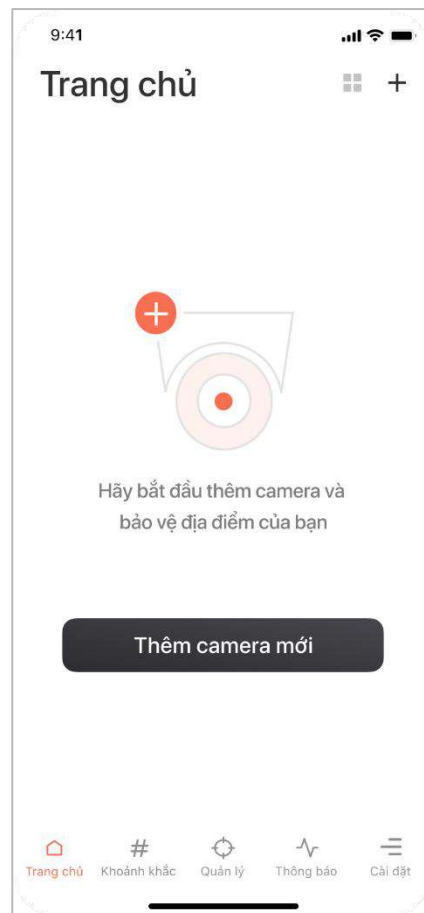 9:41
Trang chủ
Hãy bắt đầu thêm camera và
bảo vệ địa điểm của bạn
Thêm camera mới
Trang chủ
Khoảnh khắc
Quản lý
Thông báo
Cài đặt